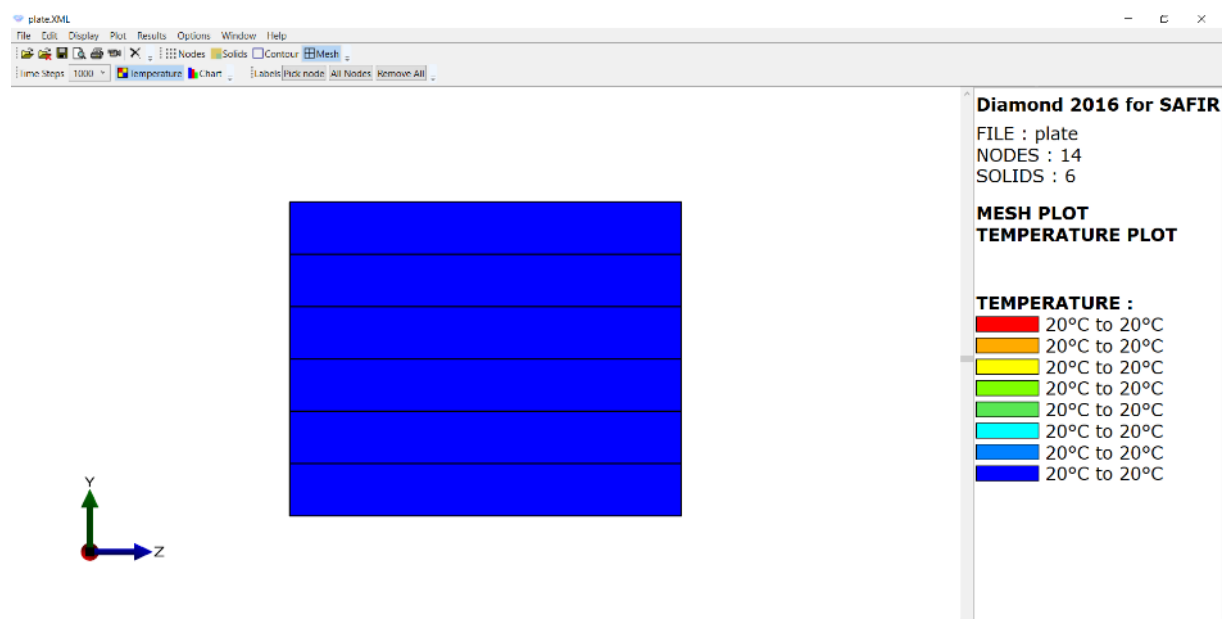 plate.XML
File Edit Display Plot Results Options Window Help
Nodes Solids Contour Mesh
Time Steps 1000 Temperature Chart Labels Pick node All Nodes Remove All
Diamond 2016 for SAFIR
FILE : plate
NODES : 14
SOLIDS : 6
MESH PLOT
TEMPERATURE PLOT
TEMPERATURE :
20°C to 20°C
20°C to 20°C
20°C to 20°C
20°C to 20°C
20°C to 20°C
20°C to 20°C
20°C to 20°C
20°C to 20°C
Y
Z